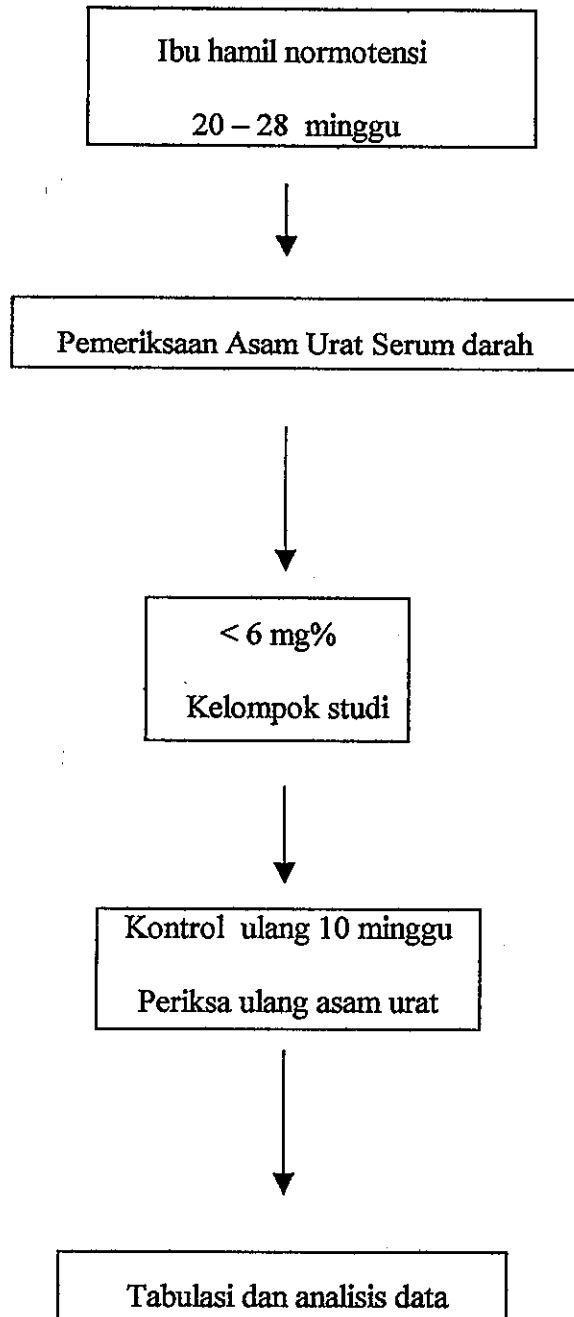 Ibu hamil normotensi
20 – 28 minggu
Pemeriksaan Asam Urat Serum darah
< 6 mg%
Kelompok studi
Kontrol ulang 10 minggu
Periksa ulang asam urat
Tabulasi dan analisis data